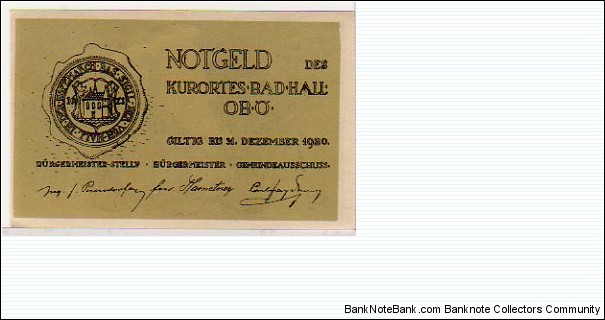 NOTGELD DES
KURORTES·BAD·HALL·
OB·Ö·
GILTIG BIS 31. DEZEMBER 1920.
BÜRGERMEISTER-STELLV· BÜRGERMEISTER · GEMEINDEAUSSCHUSS.
BankNoteBank.com - Banknote Collectors Community